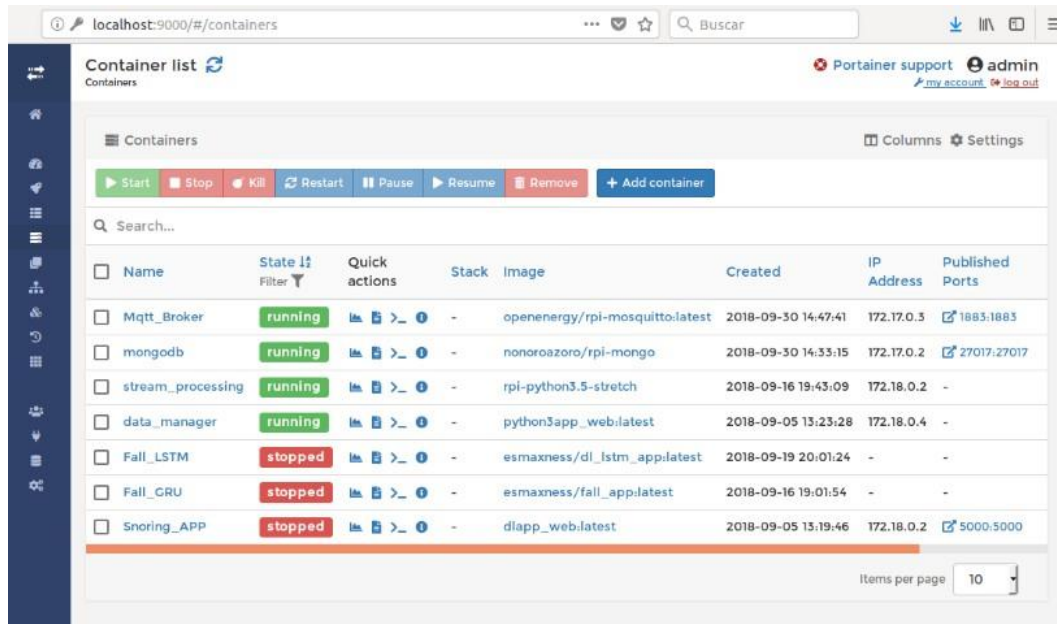 localhost:9000/#/containers
Buscar
Container list
Portainer support admin
Containers
my account log out
Containers
Columns Settings
Start Stop Kill Restart Pause Resume Remove + Add container
Search...
Name State Filter Quick actions Stack Image Created IP Address Published Ports
Mqtt_Broker running - openenergy/rpi-mosquitto:latest 2018-09-30 14:47:41 172.17.0.3 1883:1883
mongodb running - nonoroazoro/rpi-mongo 2018-09-30 14:33:15 172.17.0.2 27017:27017
stream_processing running - rpi-python3.5-stretch 2018-09-16 19:43:09 172.18.0.2 -
data_manager running - python3app_web:latest 2018-09-05 13:23:28 172.18.0.4 -
Fall_LSTM stopped - esmaxness/dl_lstm_app:latest 2018-09-19 20:01:24 - -
Fall_GRU stopped - esmaxness/fall_app:latest 2018-09-16 19:01:54 - -
Snoring_APP stopped - dlapp_web:latest 2018-09-05 13:19:46 172.18.0.2 5000:5000
Items per page 10